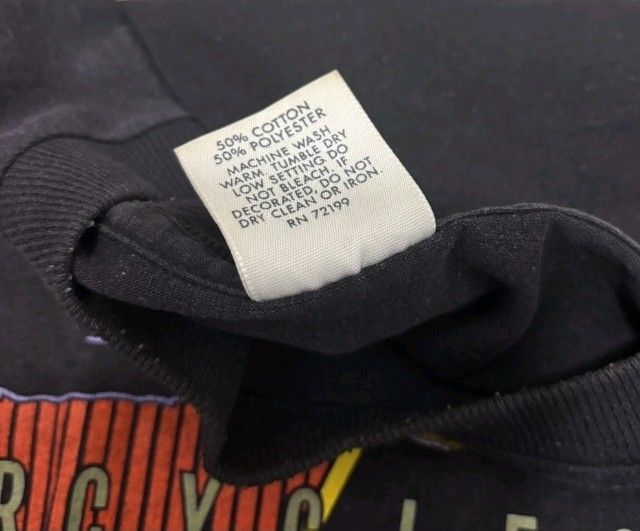 50% COTTON
50% POLYESTER
MACHINE WASH
WARM. TUMBLE DRY
LOW SETTING DO
NOT BLEACH. IF
DECORATED, DO NOT
DRY CLEAN OR IRON.
RN 72199
RCYCLES